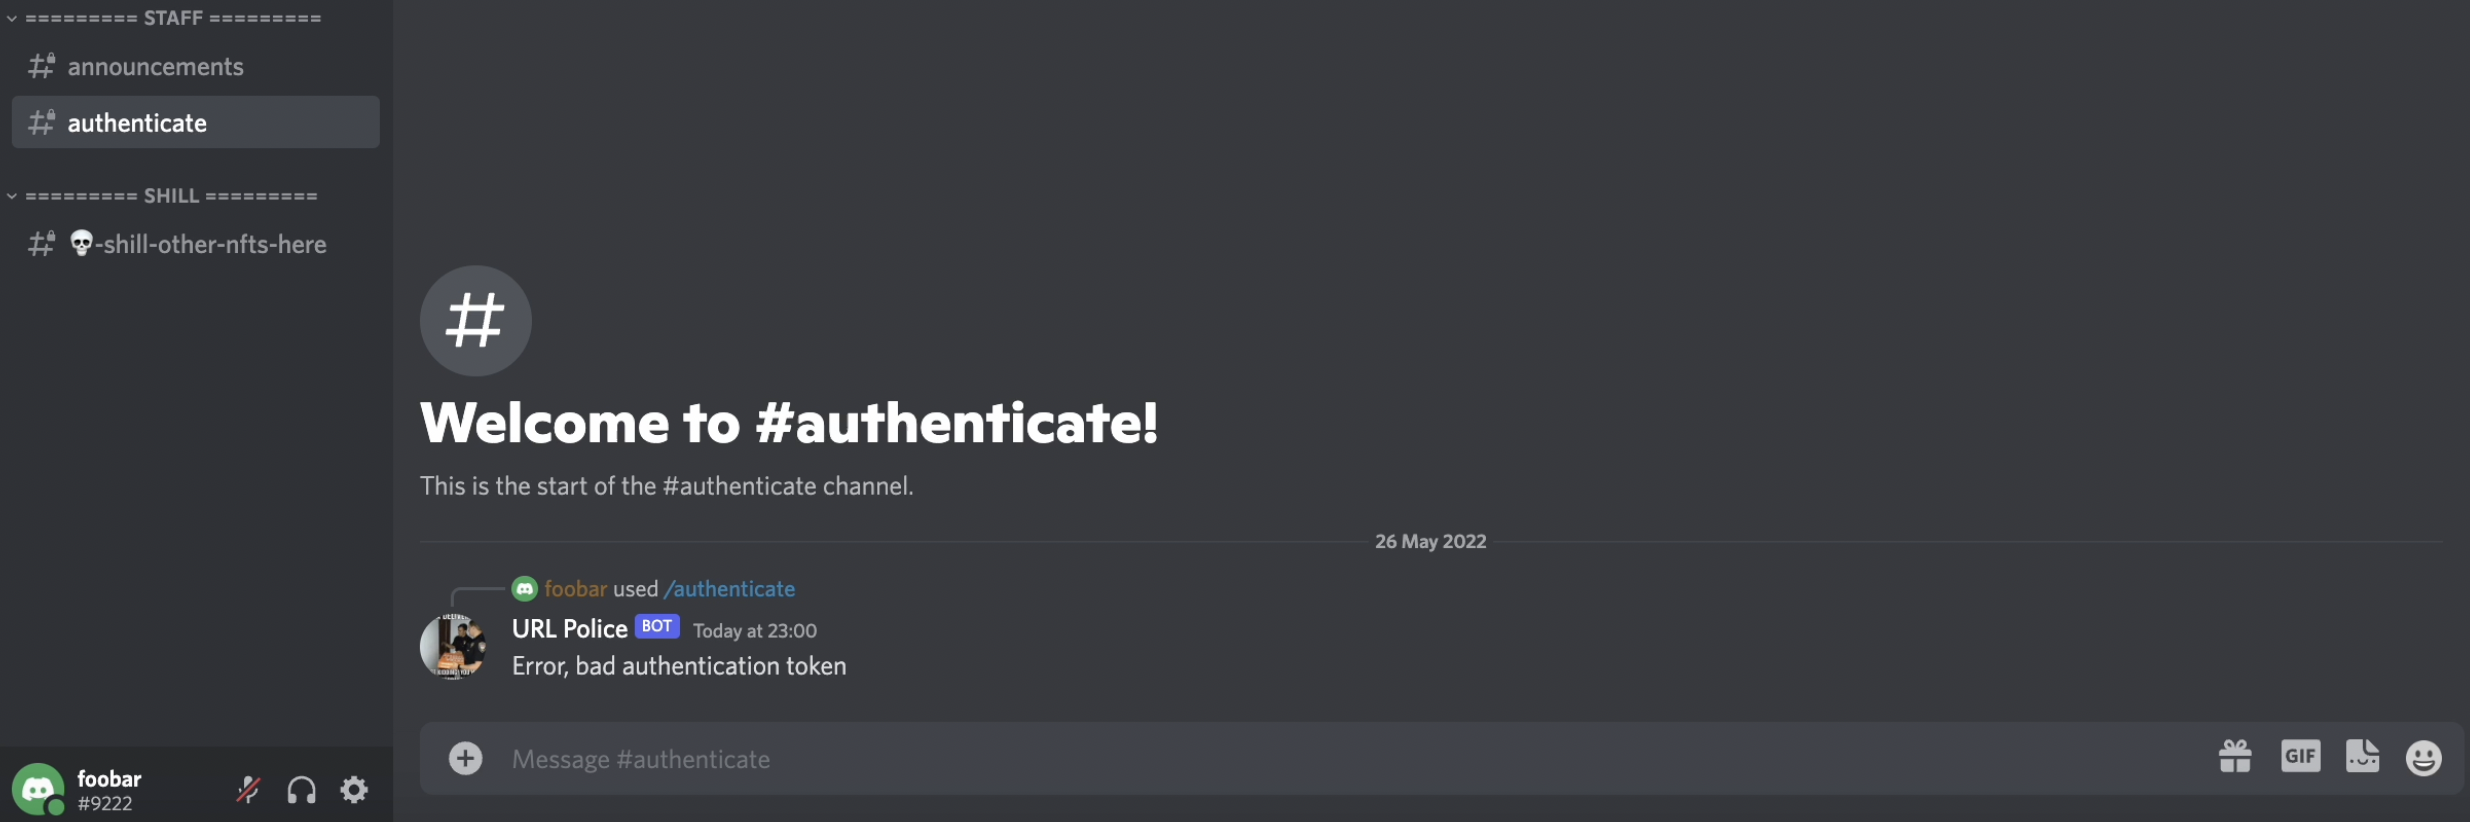 ========= STAFF =========
announcements
authenticate
========= SHILL =========
💀-shill-other-nfts-here
#
Welcome to #authenticate!
This is the start of the #authenticate channel.
26 May 2022
foobar used /authenticate
URL Police BOT Today at 23:00
Error, bad authentication token
Message #authenticate
GIF
foobar
#9222